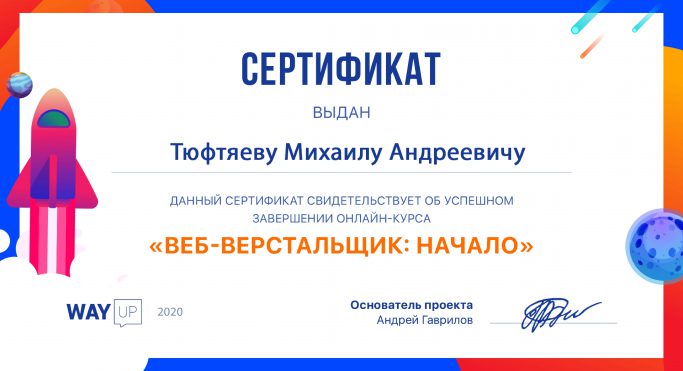 СЕРТИФИКАТ
ВЫДАН
Тюфтяеву Михаилу Андреевичу
ДАННЫЙ СЕРТИФИКАТ СВИДЕТЕЛЬСТВУЕТ ОБ УСПЕШНОМ
ЗАВЕРШЕНИИ ОНЛАЙН-КУРСА
«ВЕБ-ВЕРСТАЛЬЩИК: НАЧАЛО»
WAY UP 2020
Основатель проекта
Андрей Гаврилов